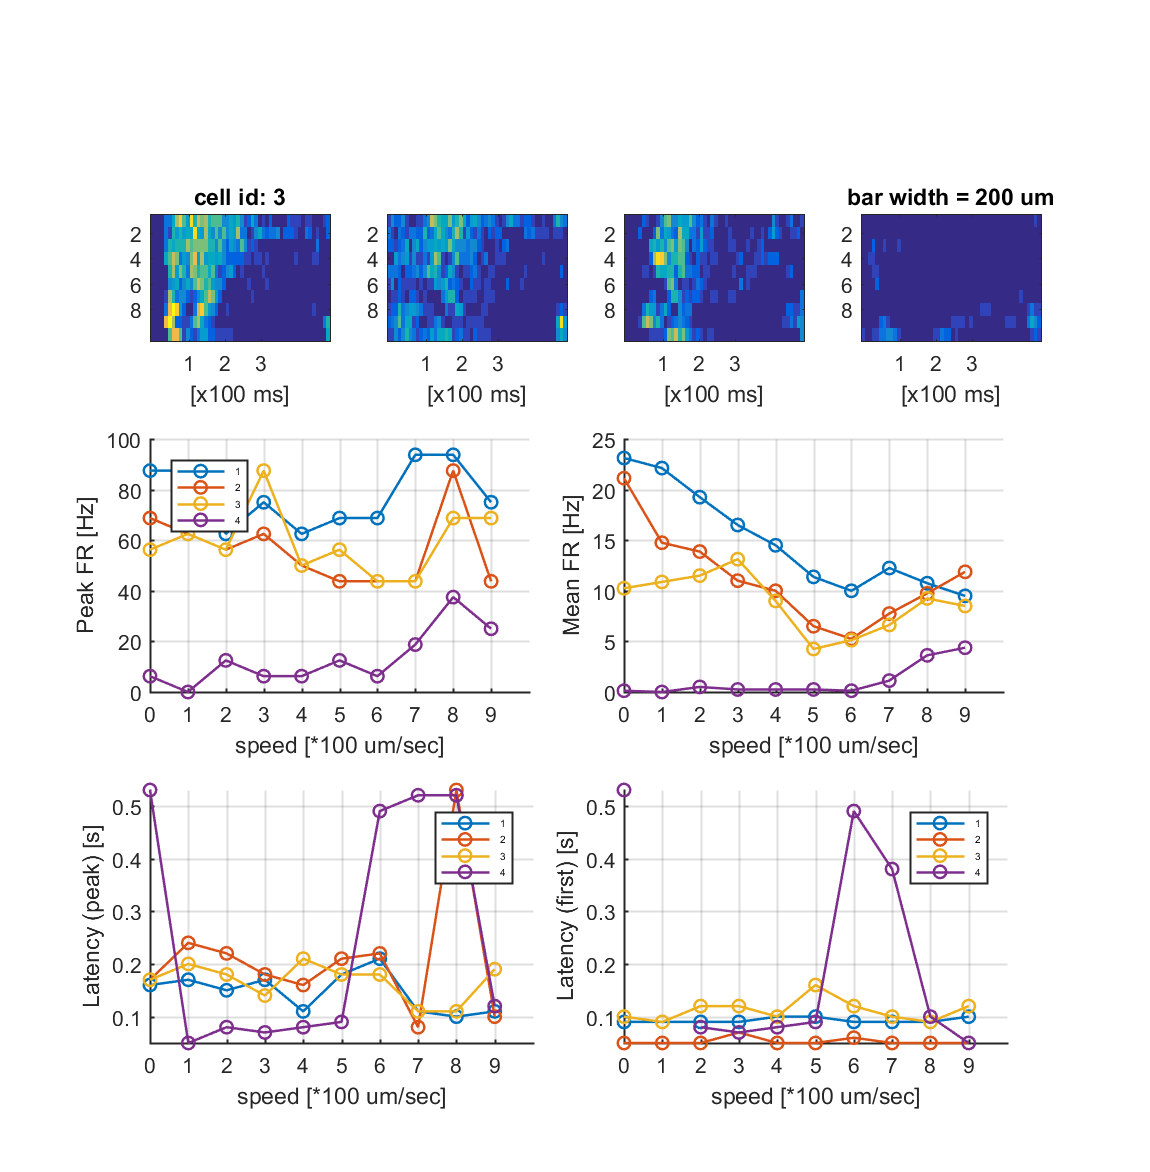 cell id: 3
bar width = 200 um
2
4
6
8
1 2 3
[x100 ms]
2
4
6
8
1 2 3
[x100 ms]
2
4
6
8
1 2 3
[x100 ms]
2
4
6
8
1 2 3
[x100 ms]
Peak FR [Hz]
100
80
60
40
20
0
1
2
3
4
0 1 2 3 4 5 6 7 8 9
speed [*100 um/sec]
Mean FR [Hz]
25
20
15
10
5
0
0 1 2 3 4 5 6 7 8 9
speed [*100 um/sec]
Latency (peak) [s]
0.5
0.4
0.3
0.2
0.1
1
2
3
4
0 1 2 3 4 5 6 7 8 9
speed [*100 um/sec]
Latency (first) [s]
0.5
0.4
0.3
0.2
0.1
1
2
3
4
0 1 2 3 4 5 6 7 8 9
speed [*100 um/sec]